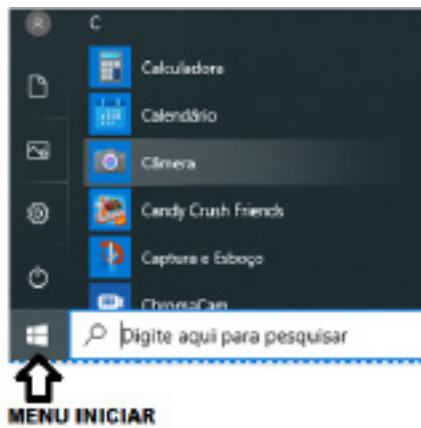 C
Calculadora
Calendário
Câmera
Candy Crush Friends
Captura e Esboço
ChromaCam
Digite aqui para pesquisar
MENU INICIAR